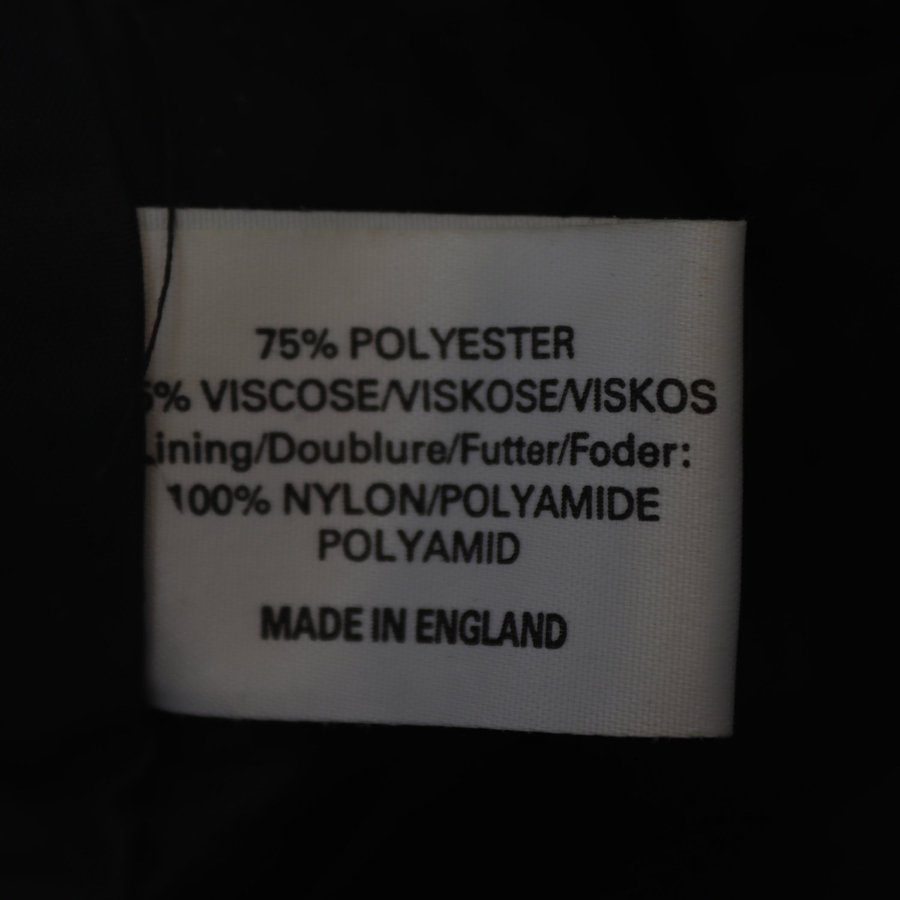 75% POLYESTER
5% VISCOSE/VISKOSE/VISKOS
Lining/Doublure/Futter/Foder:
100% NYLON/POLYAMIDE
POLYAMID
MADE IN ENGLAND